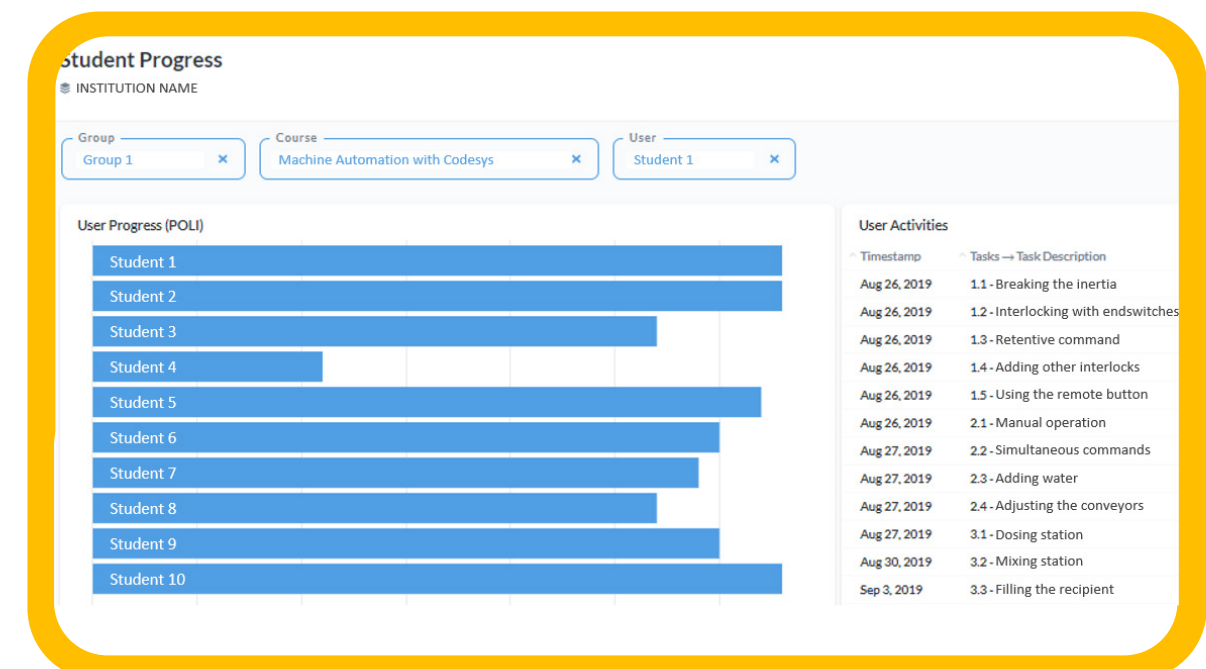 Student Progress
INSTITUTION NAME
Group
Group 1 ×
Course
Machine Automation with Codesys ×
User
Student 1 ×
User Progress (POLI)
Student 1
Student 2
Student 3
Student 4
Student 5
Student 6
Student 7
Student 8
Student 9
Student 10
User Activities
Timestamp Tasks → Task Description
Aug 26, 2019 1.1 - Breaking the inertia
Aug 26, 2019 1.2 - Interlocking with endswitches
Aug 26, 2019 1.3 - Retentive command
Aug 26, 2019 1.4 - Adding other interlocks
Aug 26, 2019 1.5 - Using the remote button
Aug 26, 2019 2.1 - Manual operation
Aug 27, 2019 2.2 - Simultaneous commands
Aug 27, 2019 2.3 - Adding water
Aug 27, 2019 2.4 - Adjusting the conveyors
Aug 27, 2019 3.1 - Dosing station
Aug 30, 2019 3.2 - Mixing station
Sep 3, 2019 3.3 - Filling the recipient